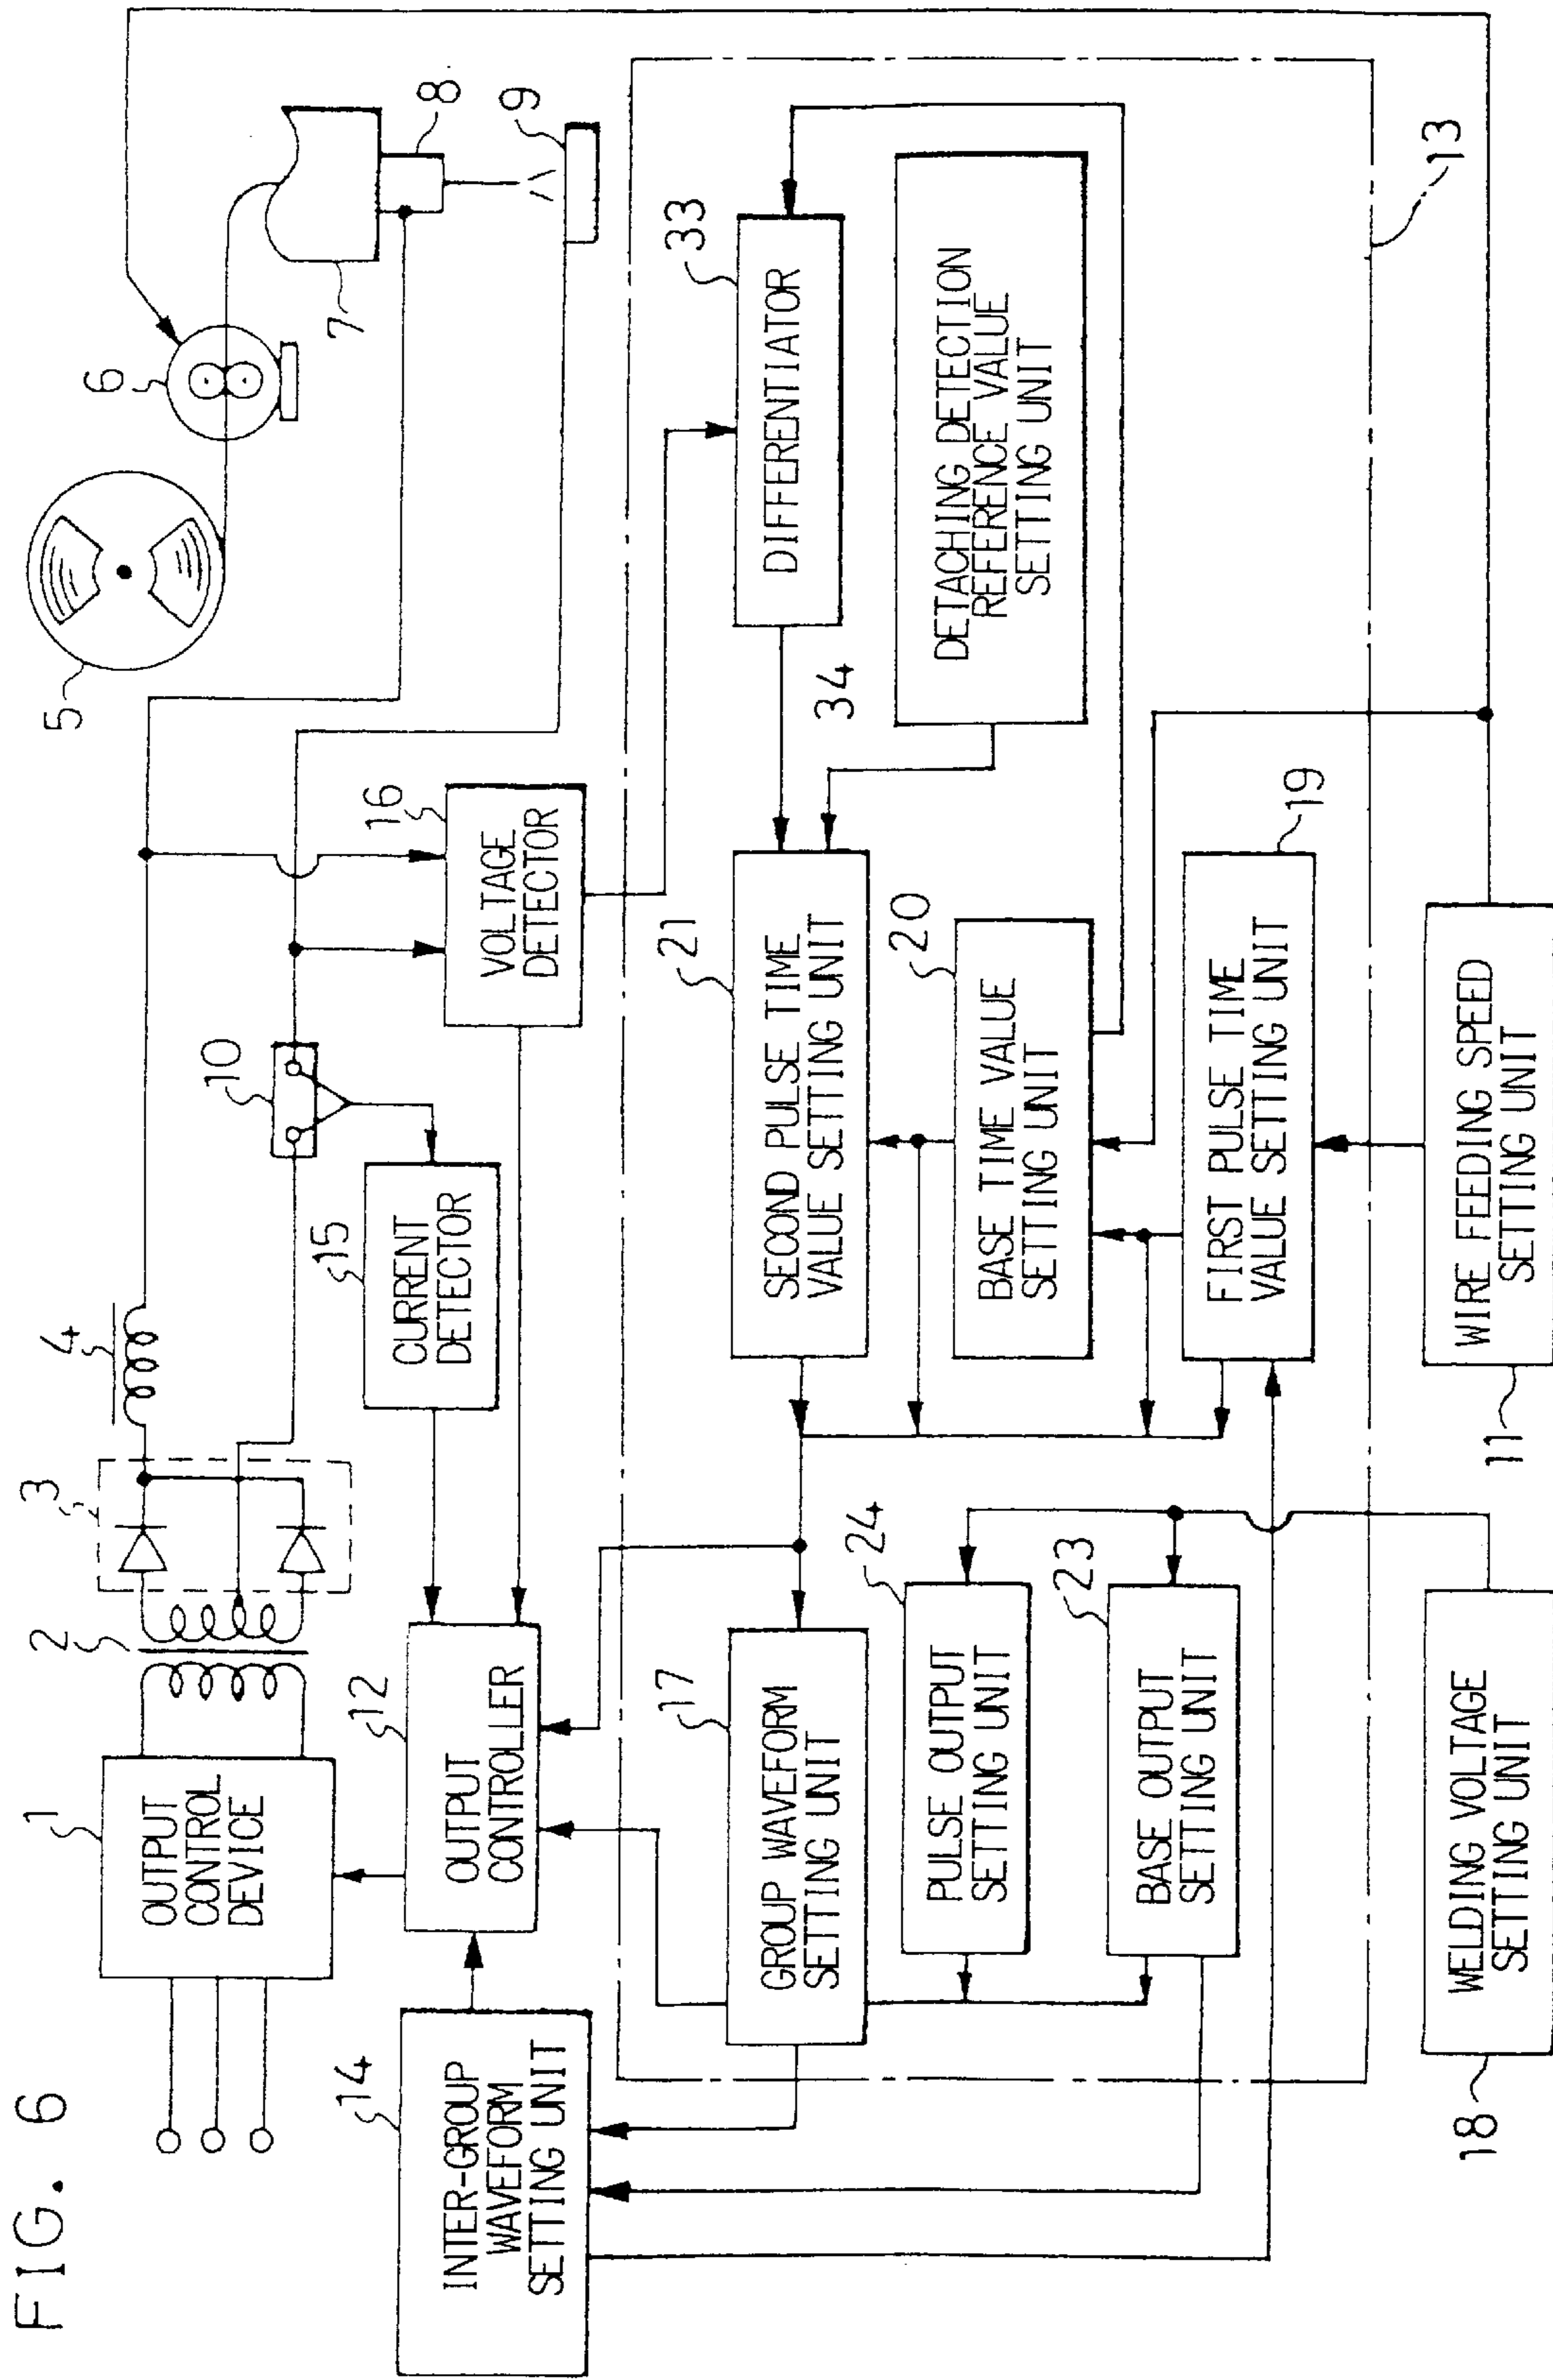 FIG. 6
1
OUTPUT
CONTROL
DEVICE
2
3
4
5
6
7
8
9
10
14
INTER-GROUP
WAVEFORM
SETTING UNIT
12
OUTPUT
CONTROLLER
15
CURRENT
DETECTOR
16
VOLTAGE
DETECTOR
17
GROUP WAVEFORM
SETTING UNIT
21
SECOND PULSE TIME
VALUE SETTING UNIT
33
DIFFERENTIATOR
24
PULSE OUTPUT
SETTING UNIT
20
BASE TIME VALUE
SETTING UNIT
34
DETACHING DETECTION
REFERENCE VALUE
SETTING UNIT
23
BASE OUTPUT
SETTING UNIT
19
FIRST PULSE TIME
VALUE SETTING UNIT
13
18
WELDING VOLTAGE
SETTING UNIT
11
WIRE FEEDING SPEED
SETTING UNIT